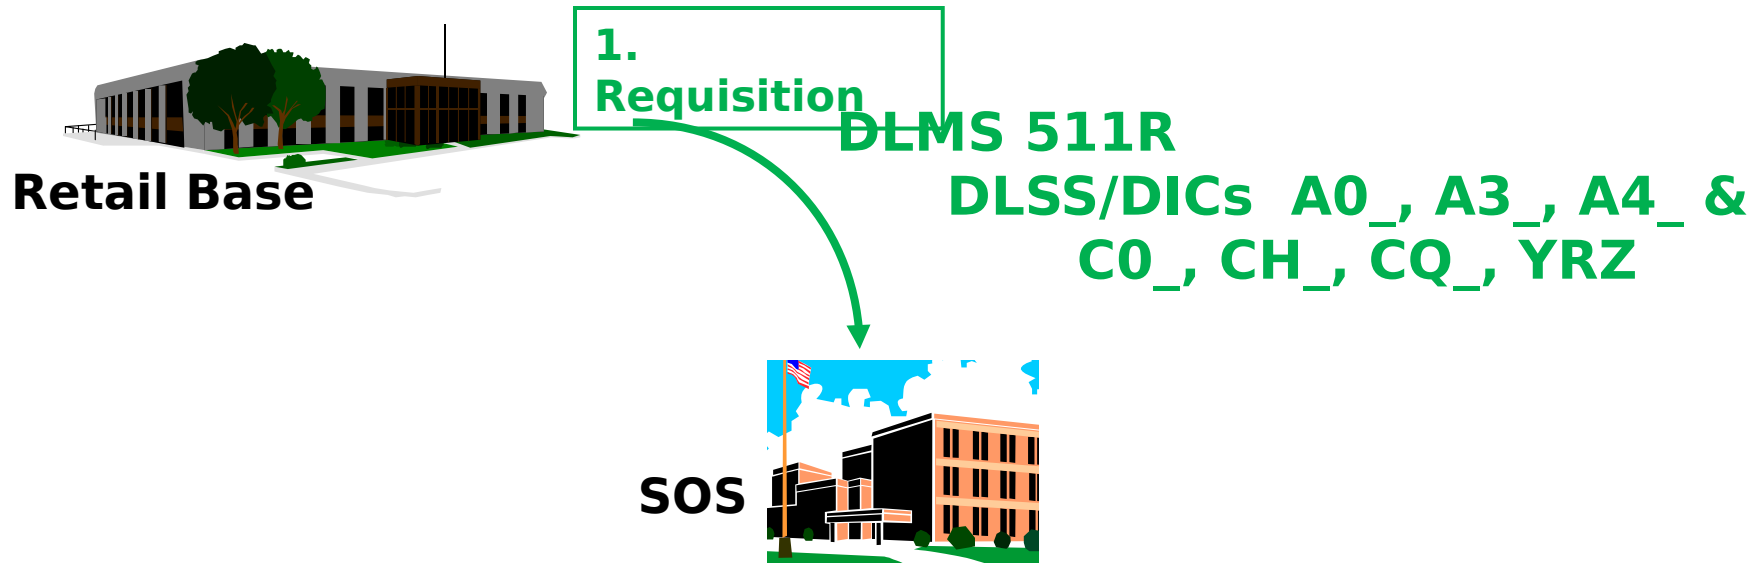 1.
Requisition
DLMS 511R
DLSS/DICs  A0_, A3_, A4_ &
C0_, CH_, CQ_, YRZ
Retail Base
SOS